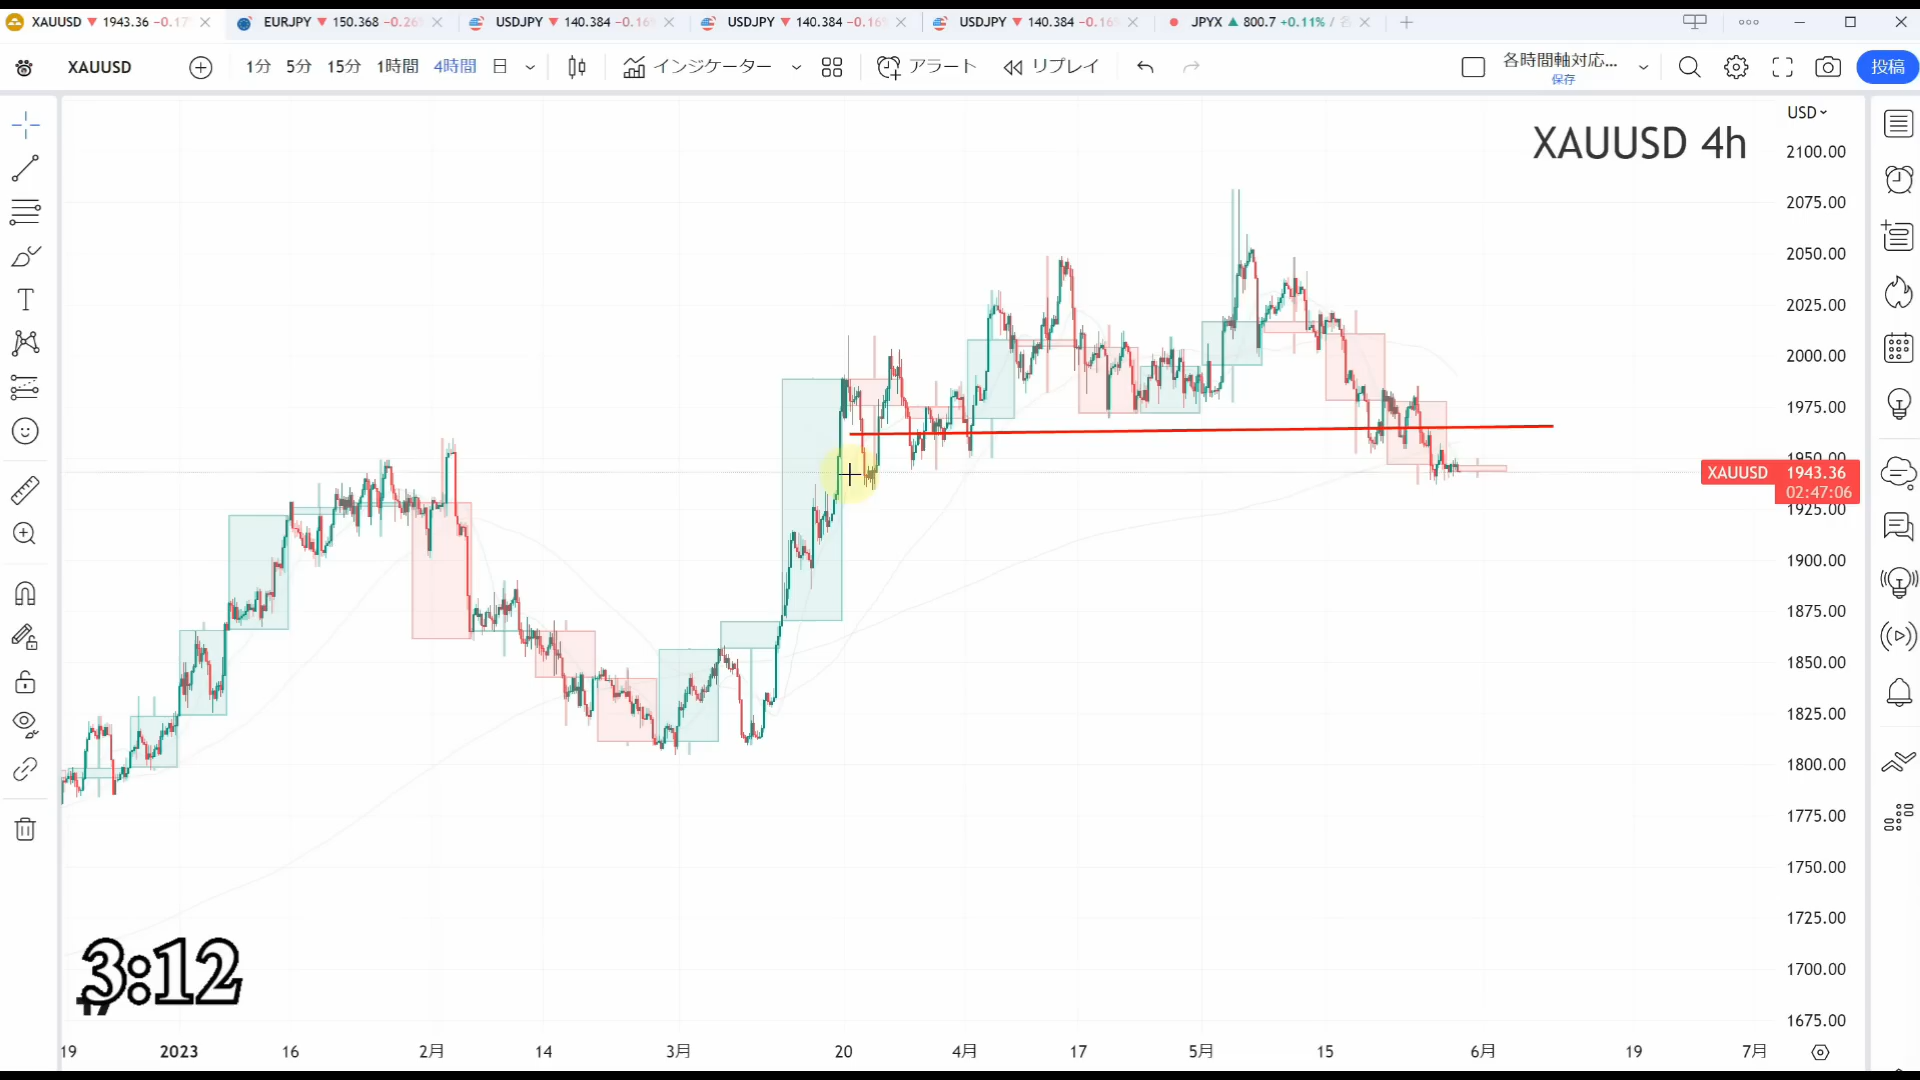 XAUUSD ▼ 1943.36 −0.17
EURJPY ▼ 150.368 −0.26
USDJPY ▼ 140.384 −0.16
USDJPY ▼ 140.384 −0.16
USDJPY ▼ 140.384 −0.16
JPYX ▲ 800.7 +0.11% /
XAUUSD
1分 5分 15分 1時間 4時間 日
インジケーター
アラート
リプレイ
各時間軸対応...
保存
投稿
USD
XAUUSD 4h
2100.00
2075.00
2050.00
2025.00
2000.00
1975.00
1950.00
XAUUSD 1943.36
02:47:06
1925.00
1900.00
1875.00
1850.00
1825.00
1800.00
1775.00
1750.00
1725.00
1700.00
1675.00
3:12
19 2023 16 2月 14 3月 20 4月 17 5月 15 6月 19 7月